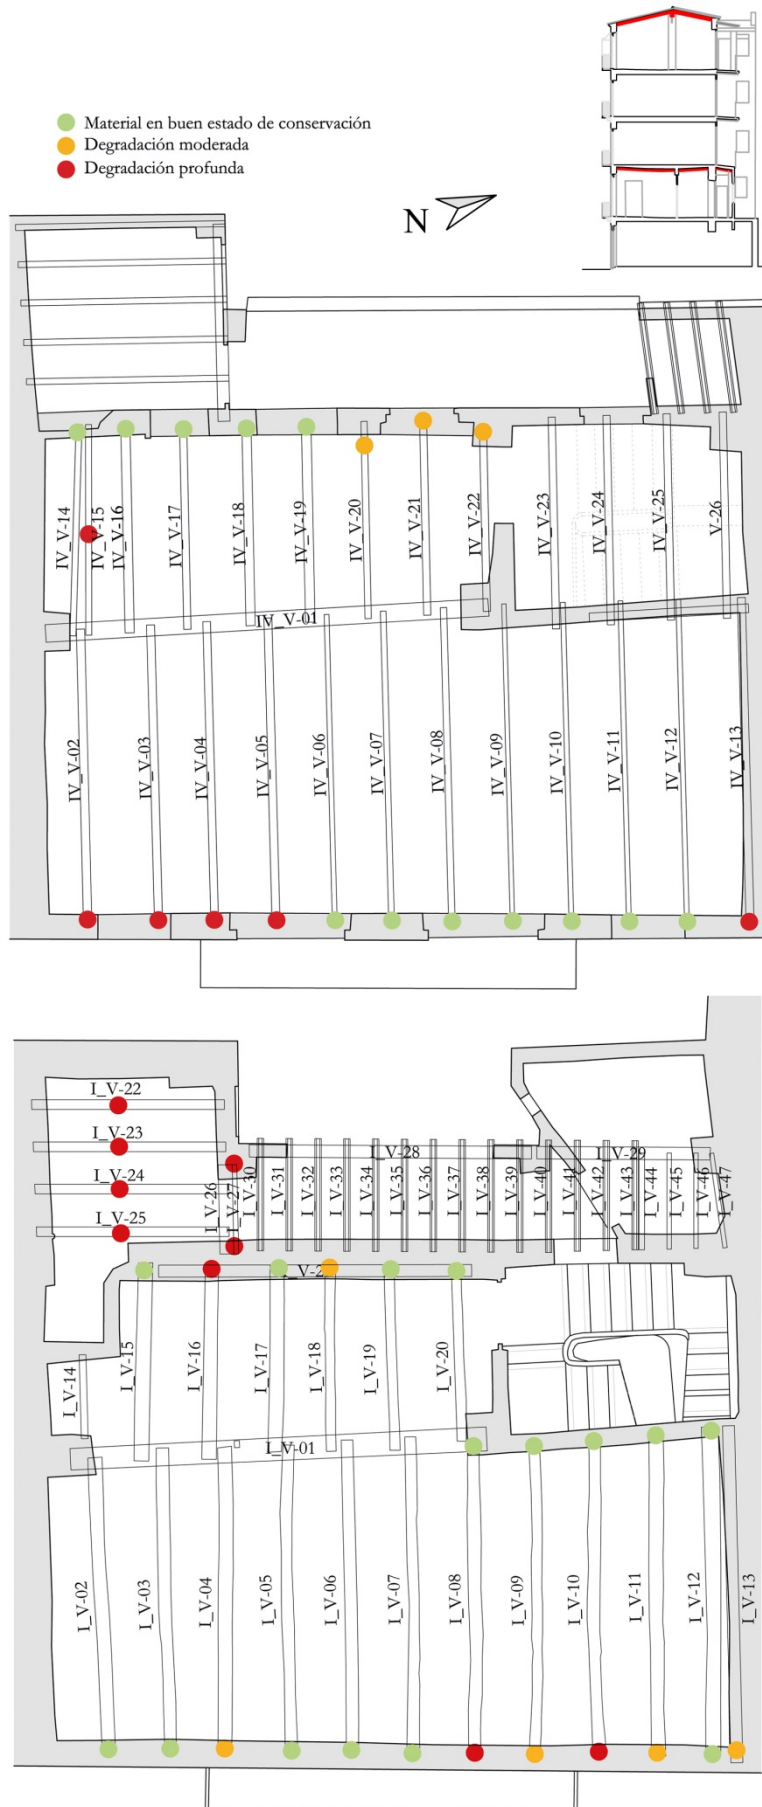 Material en buen estado de conservación
Degradación moderada
Degradación profunda
N
IV_V-14
IV_V-15
IV_V-16
IV_V-17
IV_V-18
IV_V-19
IV_V-20
IV_V-21
IV_V-22
IV_V-23
IV_V-24
IV_V-25
V-26
IV_V-01
IV_V-02
IV_V-03
IV_V-04
IV_V-05
IV_V-06
IV_V-07
IV_V-08
IV_V-09
IV_V-10
IV_V-11
IV_V-12
IV_V-13
I_V-22
I_V-23
I_V-24
I_V-25
I_V-26
I_V-27
I_V-28
I_V-29
I_V-30
I_V-31
I_V-32
I_V-33
I_V-34
I_V-35
I_V-36
I_V-37
I_V-38
I_V-39
I_V-40
I_V-41
I_V-42
I_V-43
I_V-44
I_V-45
I_V-46
I_V-47
I_V-14
I_V-15
I_V-16
I_V-17
I_V-18
I_V-19
I_V-20
I_V-01
I_V-02
I_V-03
I_V-04
I_V-05
I_V-06
I_V-07
I_V-08
I_V-09
I_V-10
I_V-11
I_V-12
I_V-13